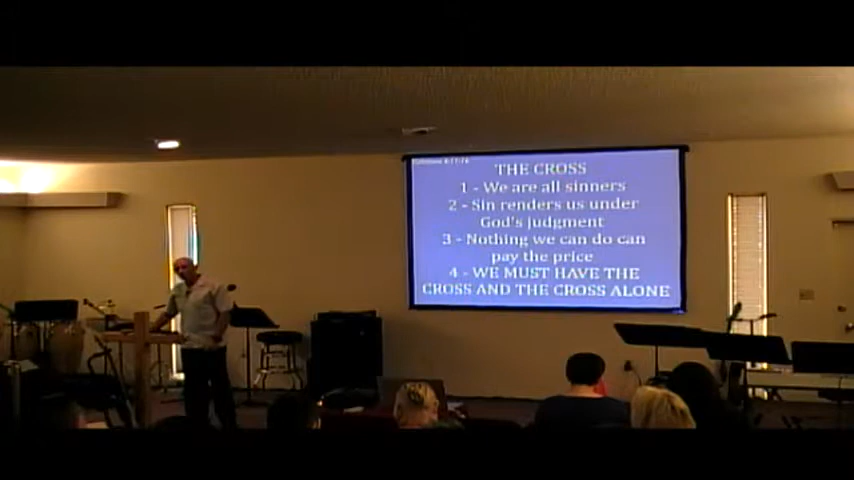 THE CROSS
1 - We are all sinners
2 - Sin renders us under
God's judgment
3 - Nothing we can do can
pay the price
4 - WE MUST HAVE THE
CROSS AND THE CROSS ALONE